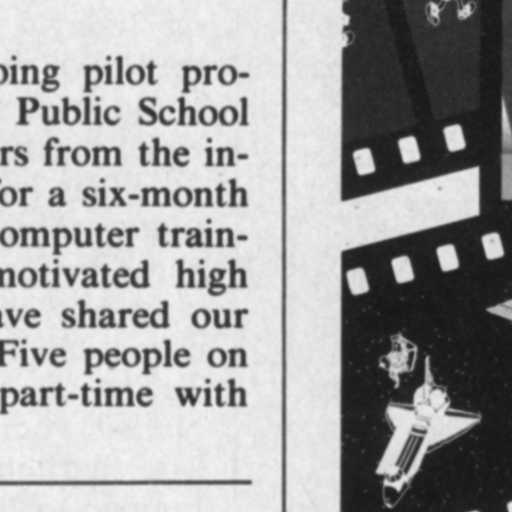 ping pilot pro-
Public School
rs from the in-
for a six-month
omputer train-
motivated high
ave shared our
Five people on
part-time with